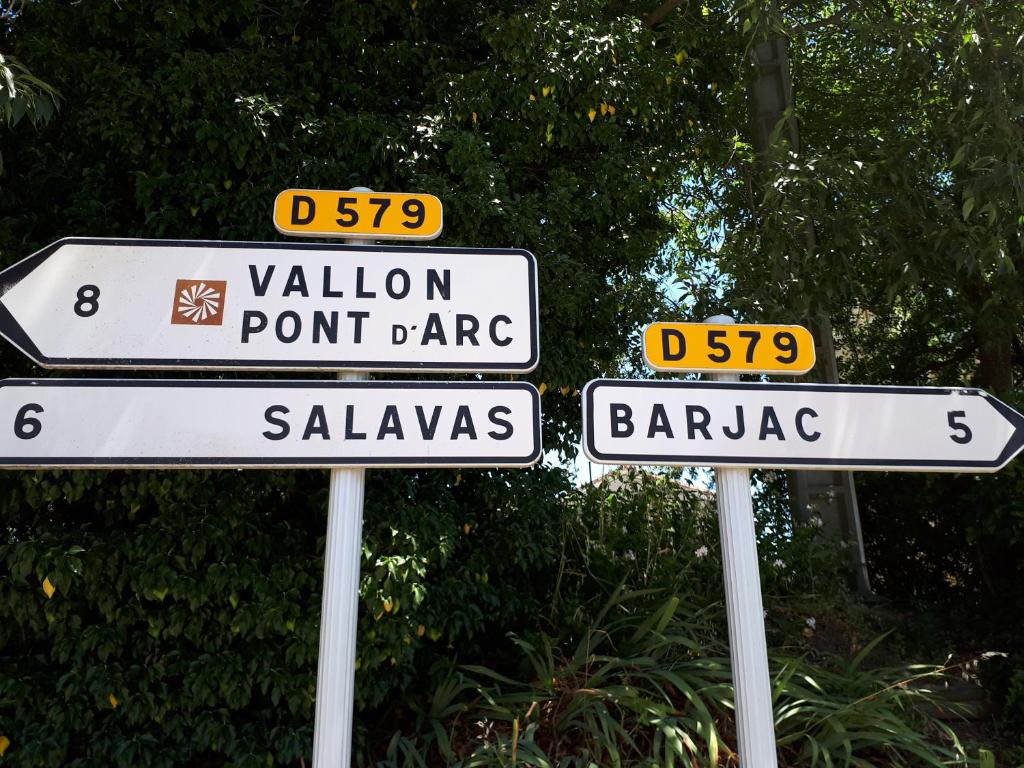 D 579
8 VALLON
PONT D'ARC
6 SALAVAS
D 579
BARJAC 5